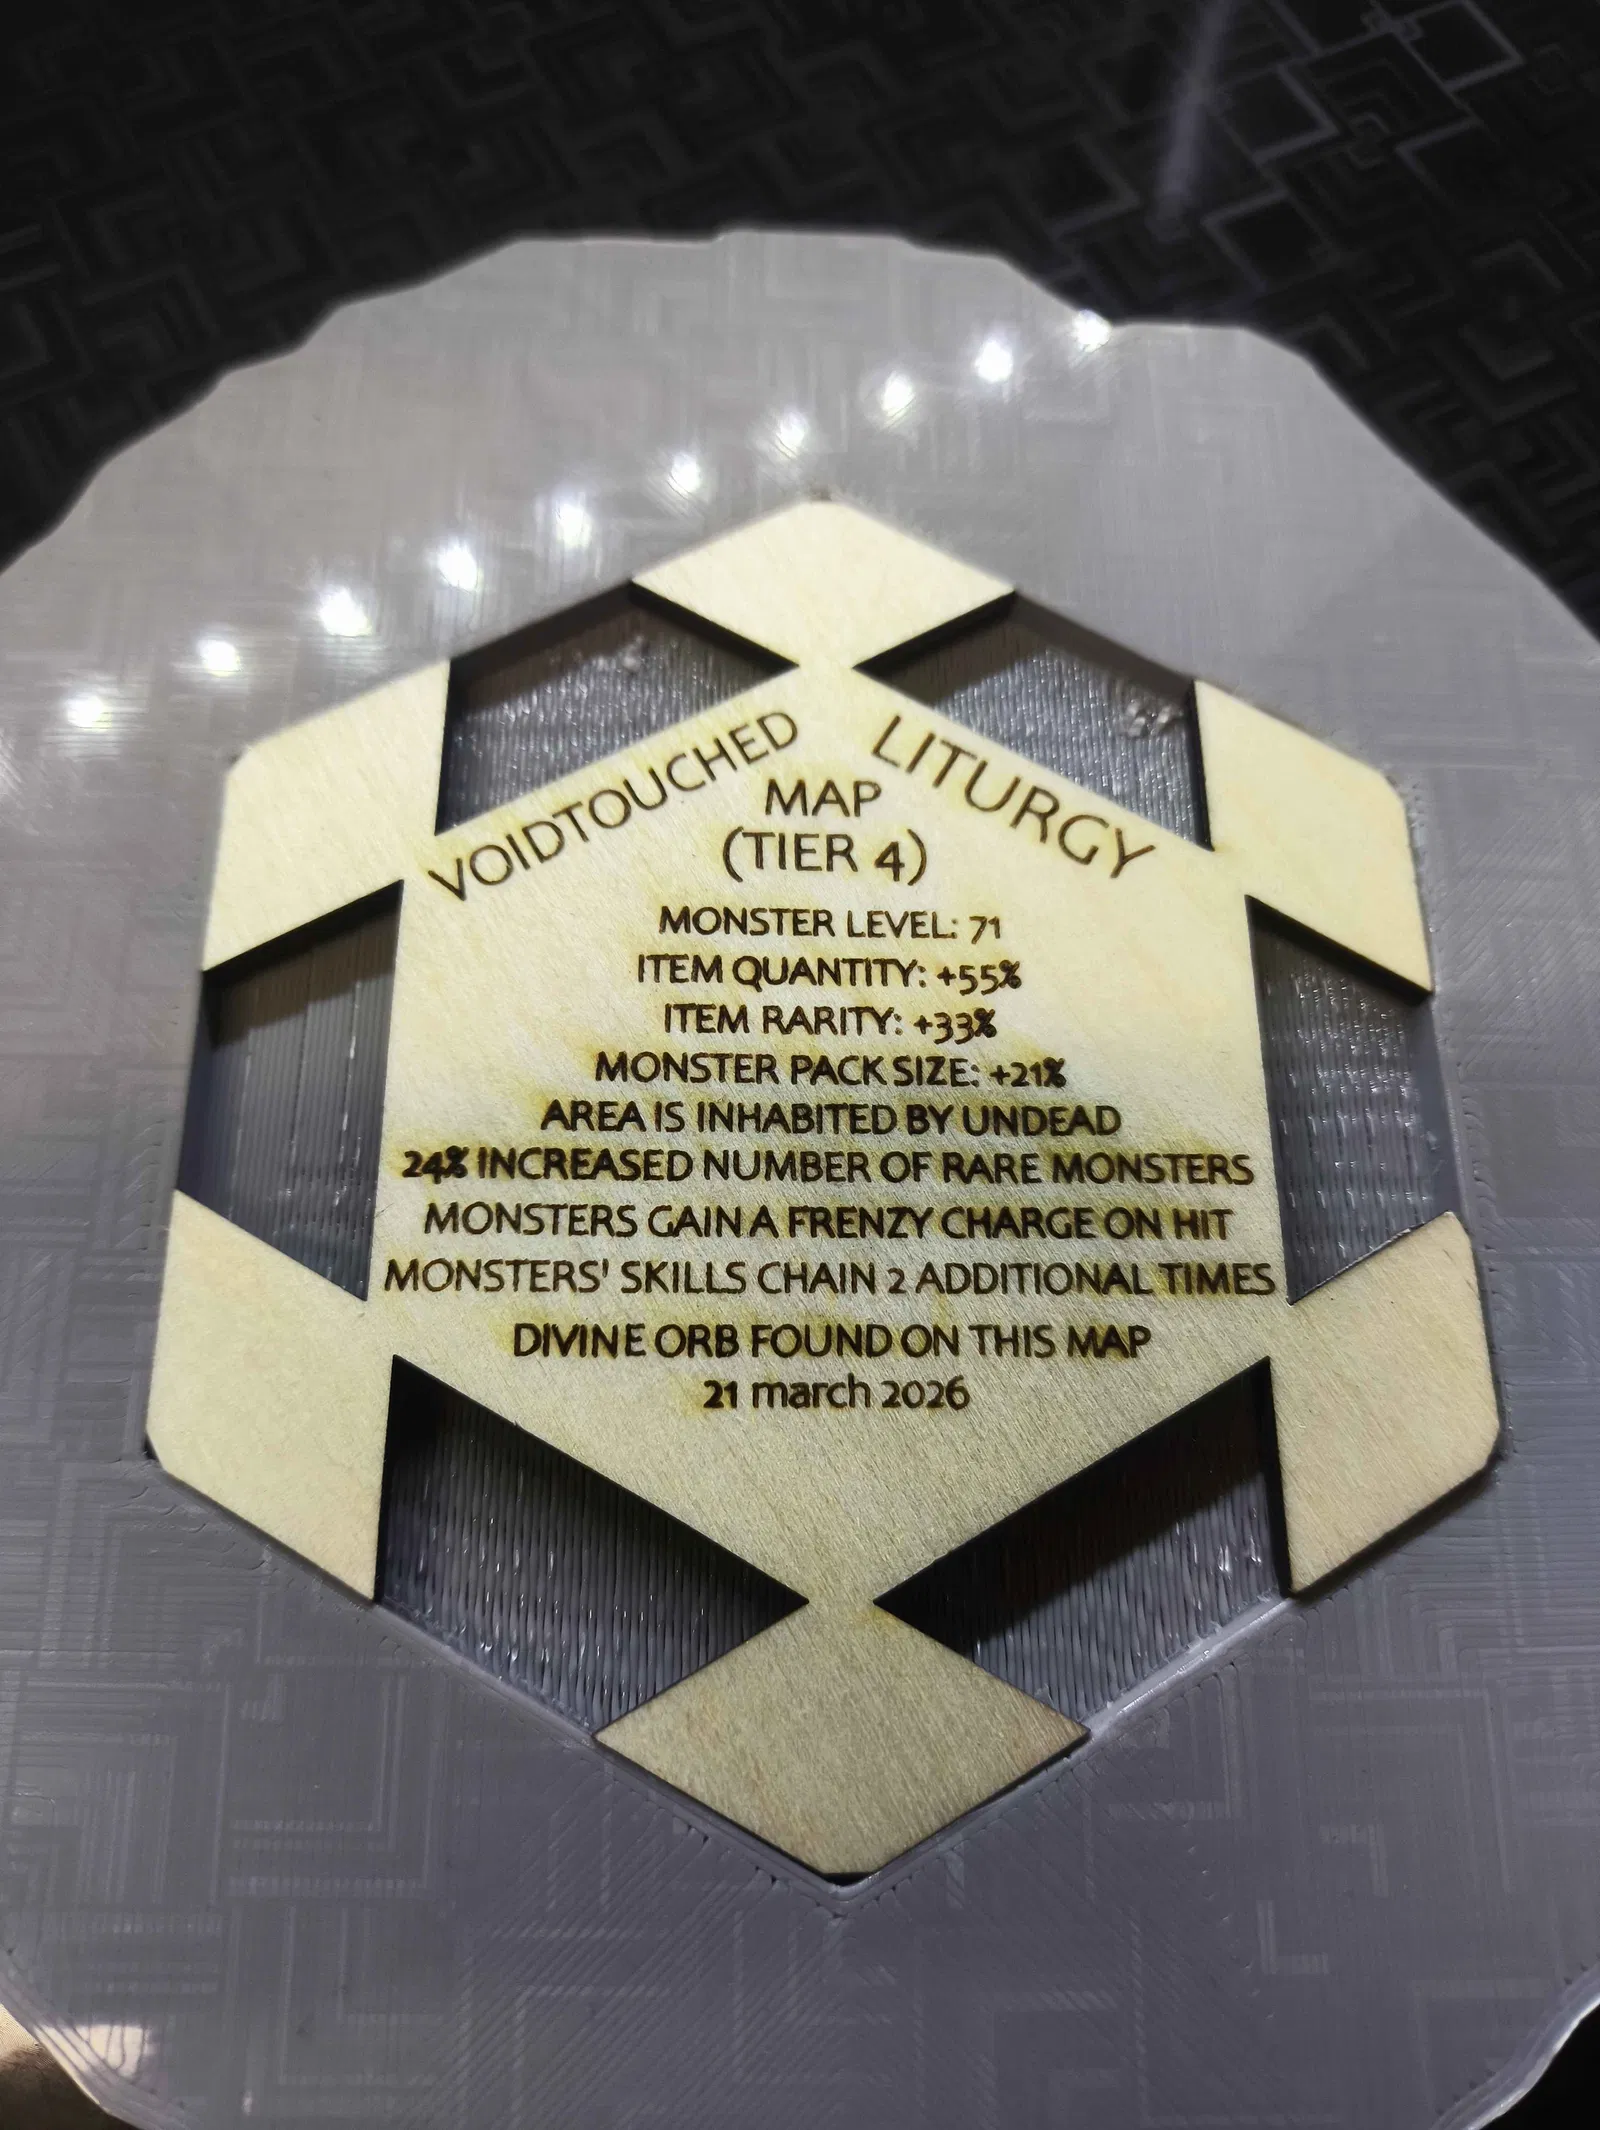 VOIDTOUCHED LITURGY
MAP
(TIER 4)
MONSTER LEVEL: 71
ITEM QUANTITY: +55%
ITEM RARITY: +33%
MONSTER PACK SIZE: +21%
AREA IS INHABITED BY UNDEAD
24% INCREASED NUMBER OF RARE MONSTERS
MONSTERS GAIN A FRENZY CHARGE ON HIT
MONSTERS' SKILLS CHAIN 2 ADDITIONAL TIMES
DIVINE ORB FOUND ON THIS MAP
21 march 2026